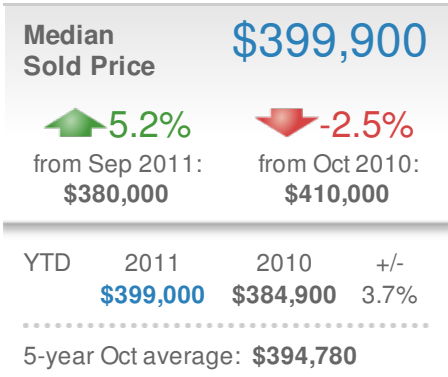 Median
Sold Price
$399,900
5.2%
-2.5%
from Sep 2011:
from Oct 2010:
$380,000
$410,000
YTD 2011 2010 +/-
$399,000 $384,900 3.7%
5-year Oct average: $394,780